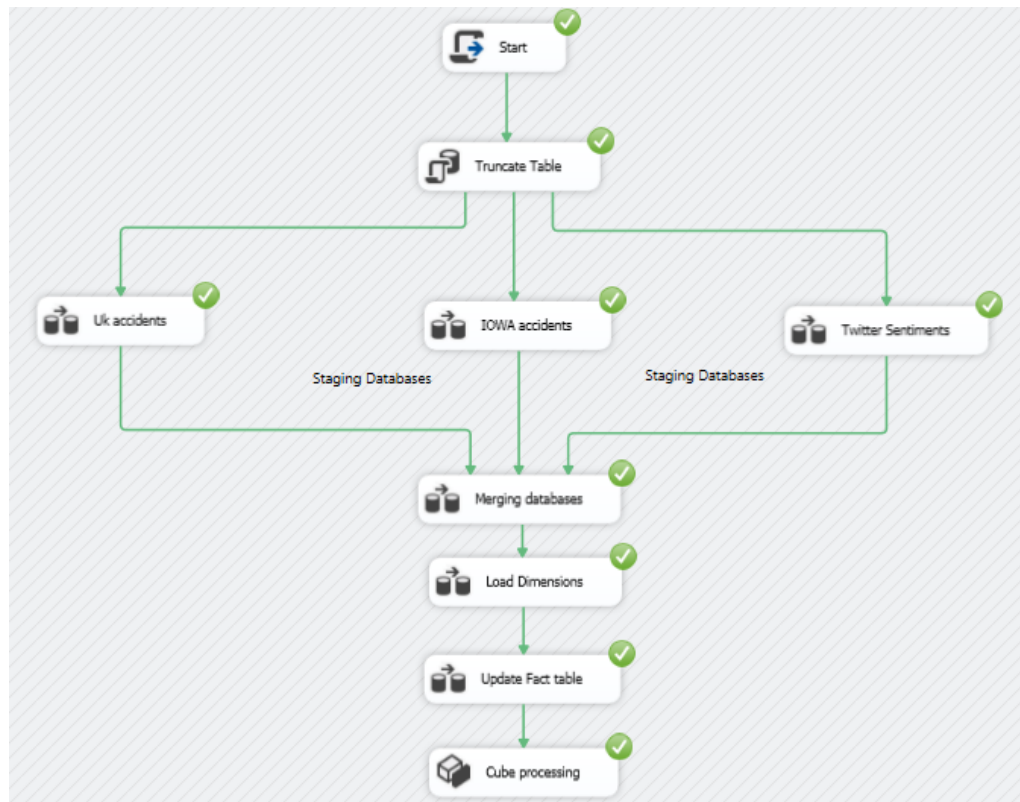 Start
Truncate Table
Uk accidents
IOWA accidents
Twitter Sentiments
Staging Databases
Staging Databases
Merging databases
Load Dimensions
Update Fact table
Cube processing